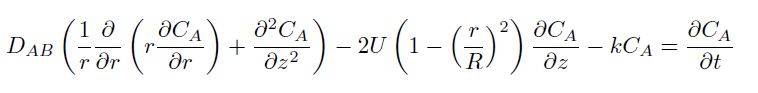 $D_{AB} \left( \frac{1}{r} \frac{\partial}{\partial r} \left( r \frac{\partial C_A}{\partial r} \right) + \frac{\partial^2 C_A}{\partial z^2} \right) - 2U \left( 1 - \left( \frac{r}{R} \right)^2 \right) \frac{\partial C_A}{\partial z} - k C_A = \frac{\partial C_A}{\partial t}$